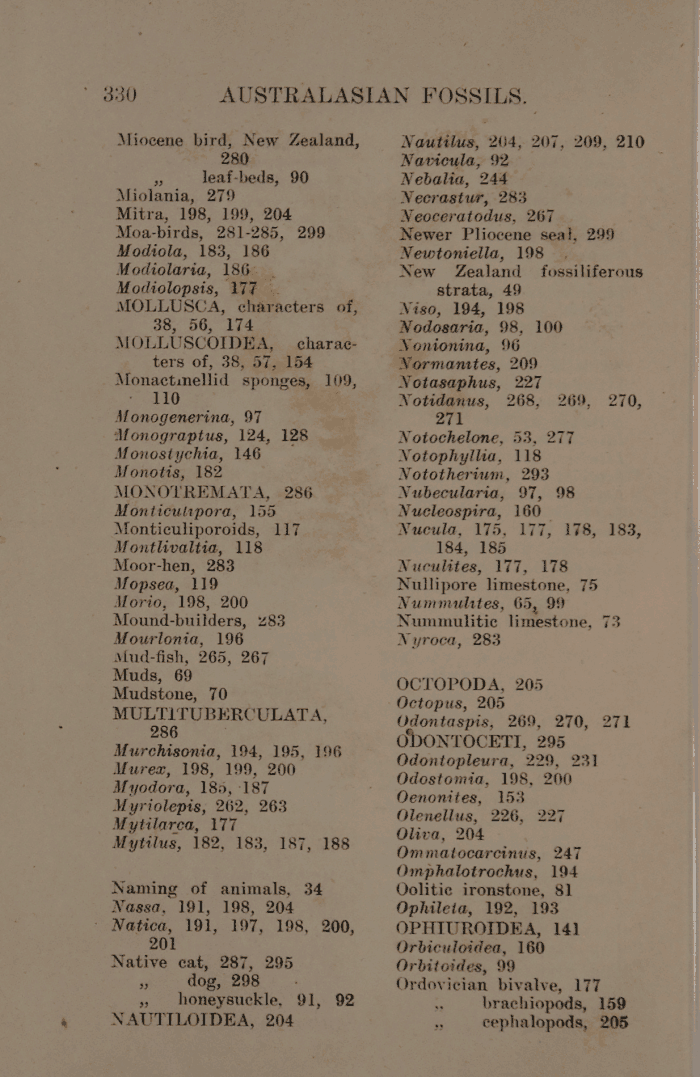 330 AUSTRALASIAN FOSSILS.
Miocene bird, New Zealand,
280
„ leaf-beds, 90
Miolania, 279
Mitra, 198, 199, 204
Moa-birds, 281-285, 299
Modiola, 183, 186
Modiolaria, 186
Modiolopsis, 177
MOLLUSCA, characters of,
38, 56, 174
MOLLUSCOIDEA, charac-
ters of, 38, 57, 154
Monactinellid sponges, 109,
110
Monogenerina, 97
Monograptus, 124, 128
Monostychia, 146
Monotis, 182
MONOTREMATA, 286
Monticulipora, 155
Monticuliporoids, 117
Montlivaltia, 118
Moor-hen, 283
Mopsea, 119
Morio, 198, 200
Mound-builders, 283
Mourlonia, 196
Mud-fish, 265, 267
Muds, 69
Mudstone, 70
MULTITUBERCULATA,
286
Murchisonia, 194, 195, 196
Murex, 198, 199, 200
Myodora, 185, 187
Myriolepis, 262, 263
Mytilarca, 177
Mytilus, 182, 183, 187, 188
Naming of animals, 34
Nassa, 191, 198, 204
Natica, 191, 197, 198, 200,
201
Native cat, 287, 295
„ dog, 298
„ honeysuckle, 91, 92
NAUTILOIDEA, 204
Nautilus, 204, 207, 209, 210
Navicula, 92
Nebalia, 244
Necrastur, 283
Neoceratodus, 267
Newer Pliocene seal, 299
Newtoniella, 198
New Zealand fossiliferous
strata, 49
Niso, 194, 198
Nodosaria, 98, 100
Nonionina, 96
Normanites, 209
Notasaphus, 227
Notidanus, 268, 269, 270,
271
Notochelone, 53, 277
Notophyllia, 118
Nototherium, 293
Nubecularia, 97, 98
Nucleospira, 160
Nucula, 175, 177, 178, 183,
184, 185
Nuculites, 177, 178
Nullipore limestone, 75
Nummulites, 65, 99
Nummulitic limestone, 73
Nyroca, 283
OCTOPODA, 205
Octopus, 205
Odontaspis, 269, 270, 271
ODONTOCETI, 295
Odontopleura, 229, 231
Odostomia, 198, 200
Oenonites, 153
Olenellus, 226, 227
Oliva, 204
Ommatocarcinus, 247
Omphalotrochus, 194
Oolitic ironstone, 81
Ophileta, 192, 193
OPHIUROIDEA, 141
Orbiculoidea, 160
Orbitoides, 99
Ordovician bivalve, 177
„ brachiopods, 159
„ cephalopods, 205